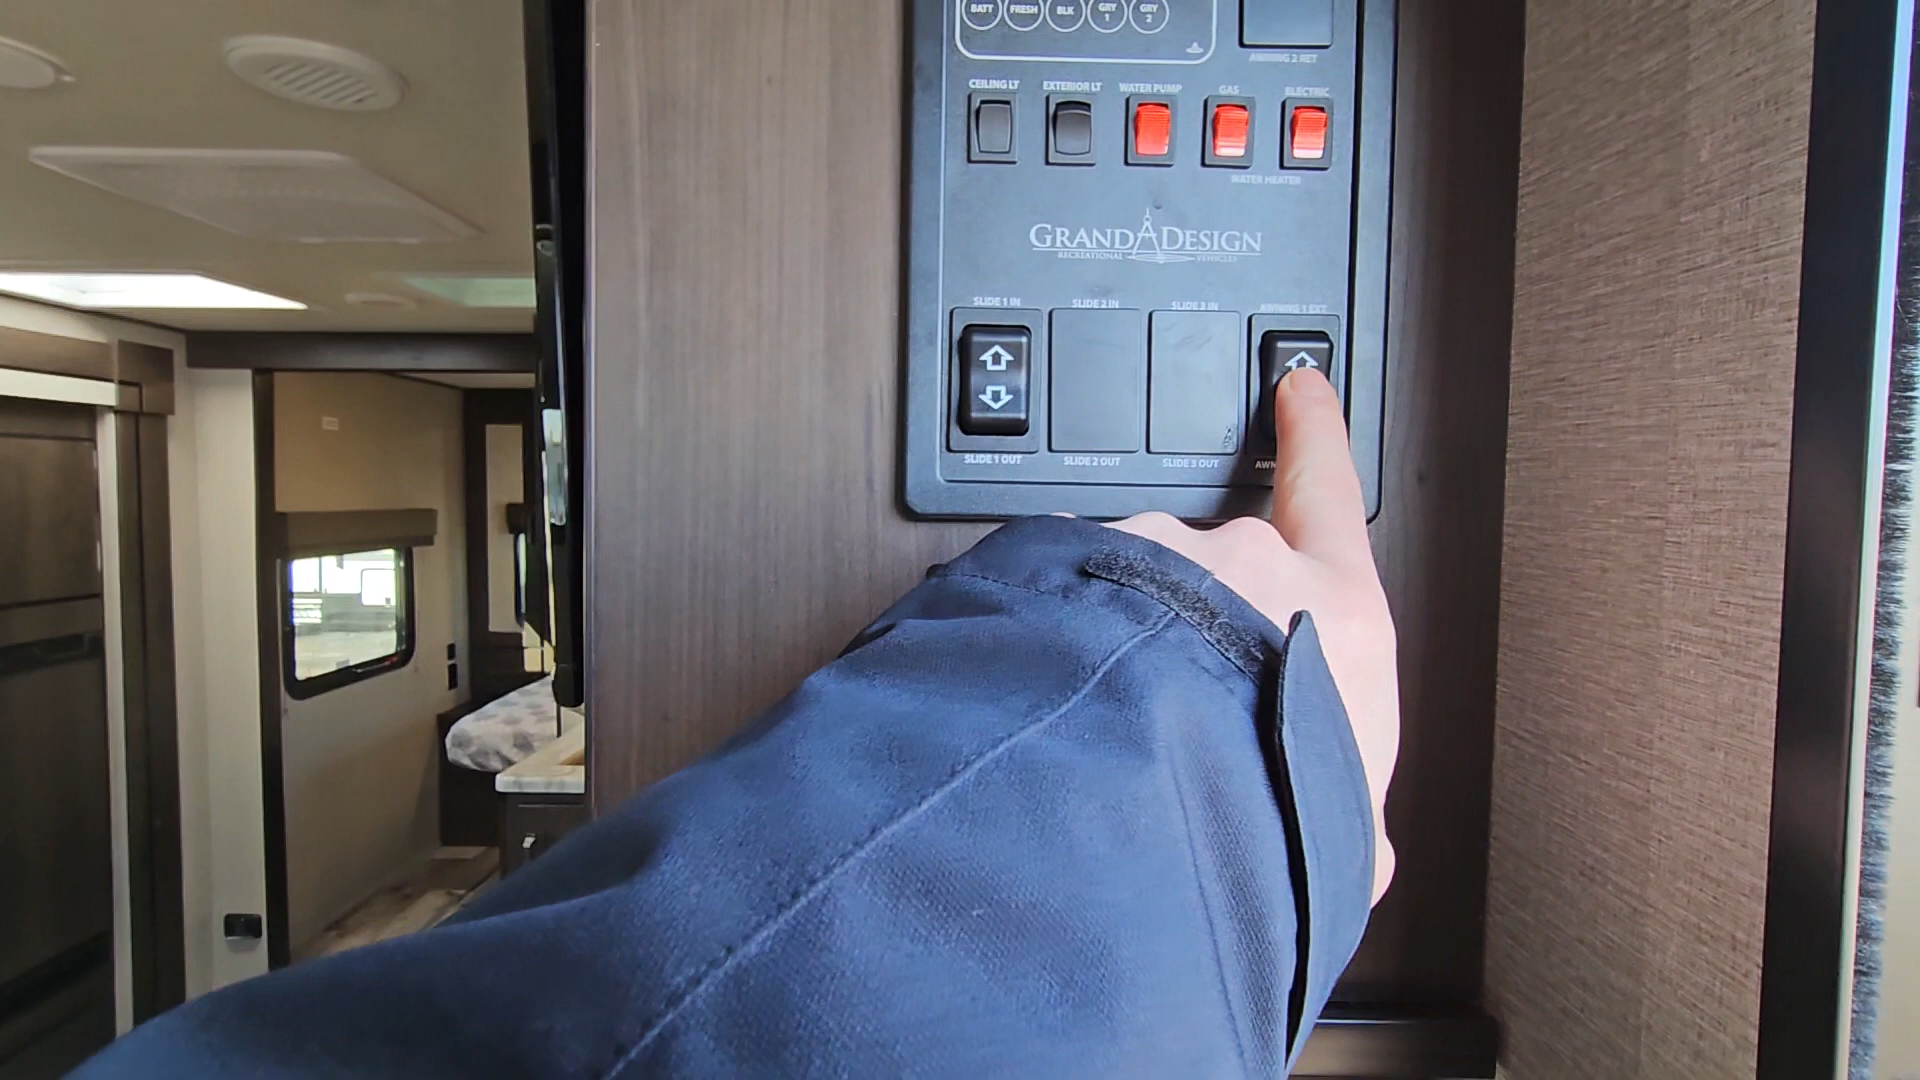 BATT FRESH BLK GRY 1 GRY 2
AWNING 2 RET
CEILING LT EXTERIOR LT WATER PUMP GAS ELECTRIC
WATER HEATER
GRAND DESIGN
RECREATIONAL VEHICLES
SLIDE 1 IN SLIDE 2 IN SLIDE 3 IN AWNING 1 EXT
SLIDE 1 OUT SLIDE 2 OUT SLIDE 3 OUT